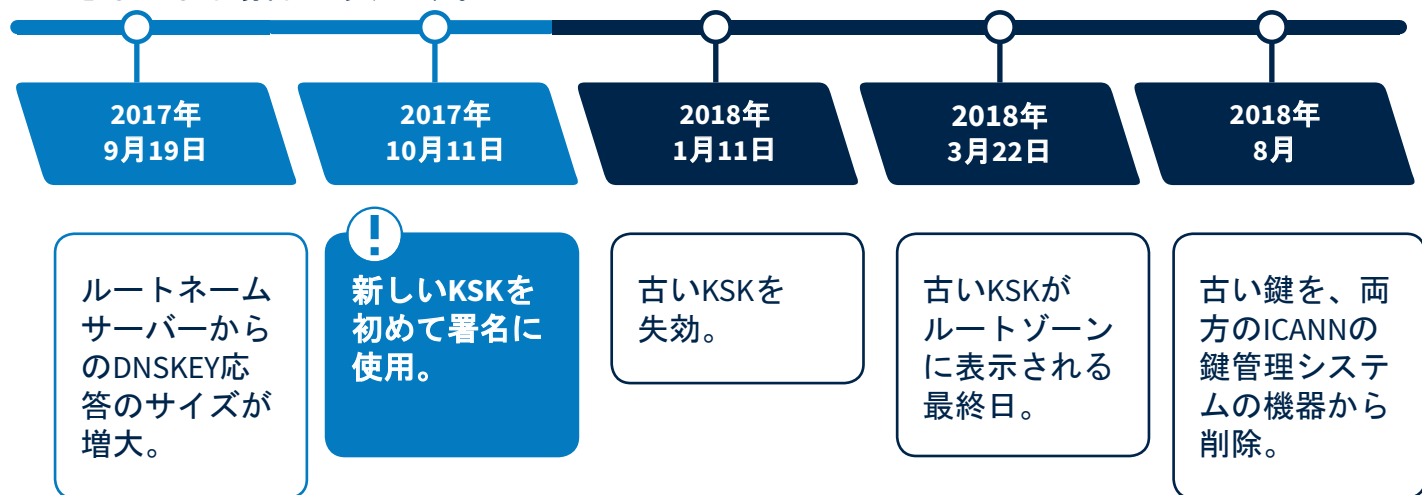 2017年
9月19日
2017年
10月11日
2018年
1月11日
2018年
3月22日
2018年
8月
ルートネーム
サーバーから
のDNSKEY応
答のサイズが
増大。
!
新しいKSKを
初めて署名に
使用。
古いKSKを
失効。
古いKSKが
ルートゾーン
に表示される
最終日。
古い鍵を、両
方のICANNの
鍵管理システ
ムの機器から
削除。